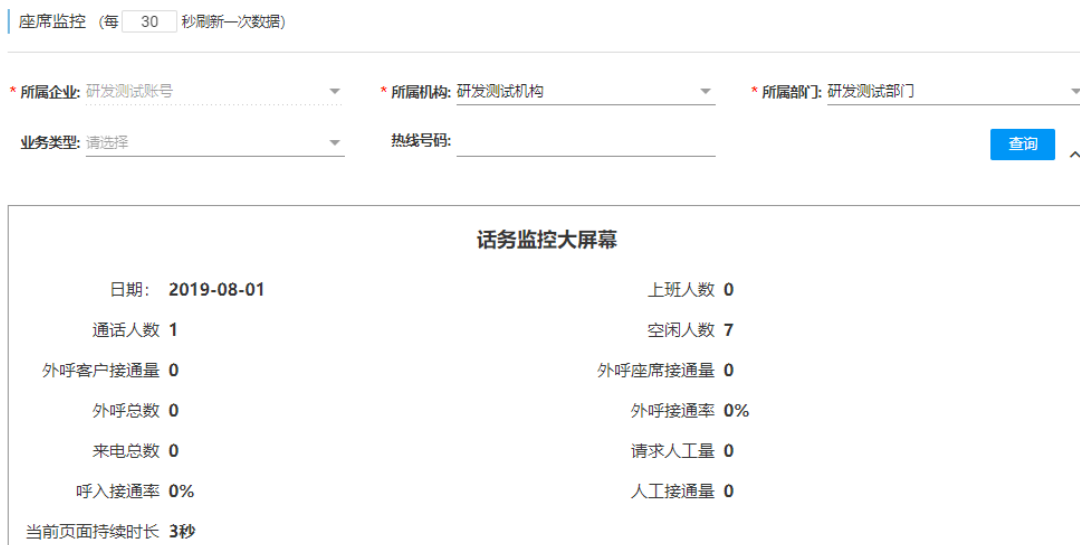 座席监控 (每 30 秒刷新一次数据)
* 所属企业: 研发测试账号 * 所属机构: 研发测试机构 * 所属部门: 研发测试部门
业务类型: 请选择 热线号码: 查询
话务监控大屏幕
日期: 2019-08-01 上班人数 0
通话人数 1 空闲人数 7
外呼客户接通量 0 外呼座席接通量 0
外呼总数 0 外呼接通率 0%
来电总数 0 请求人工量 0
呼入接通率 0% 人工接通量 0
当前页面持续时长 3秒